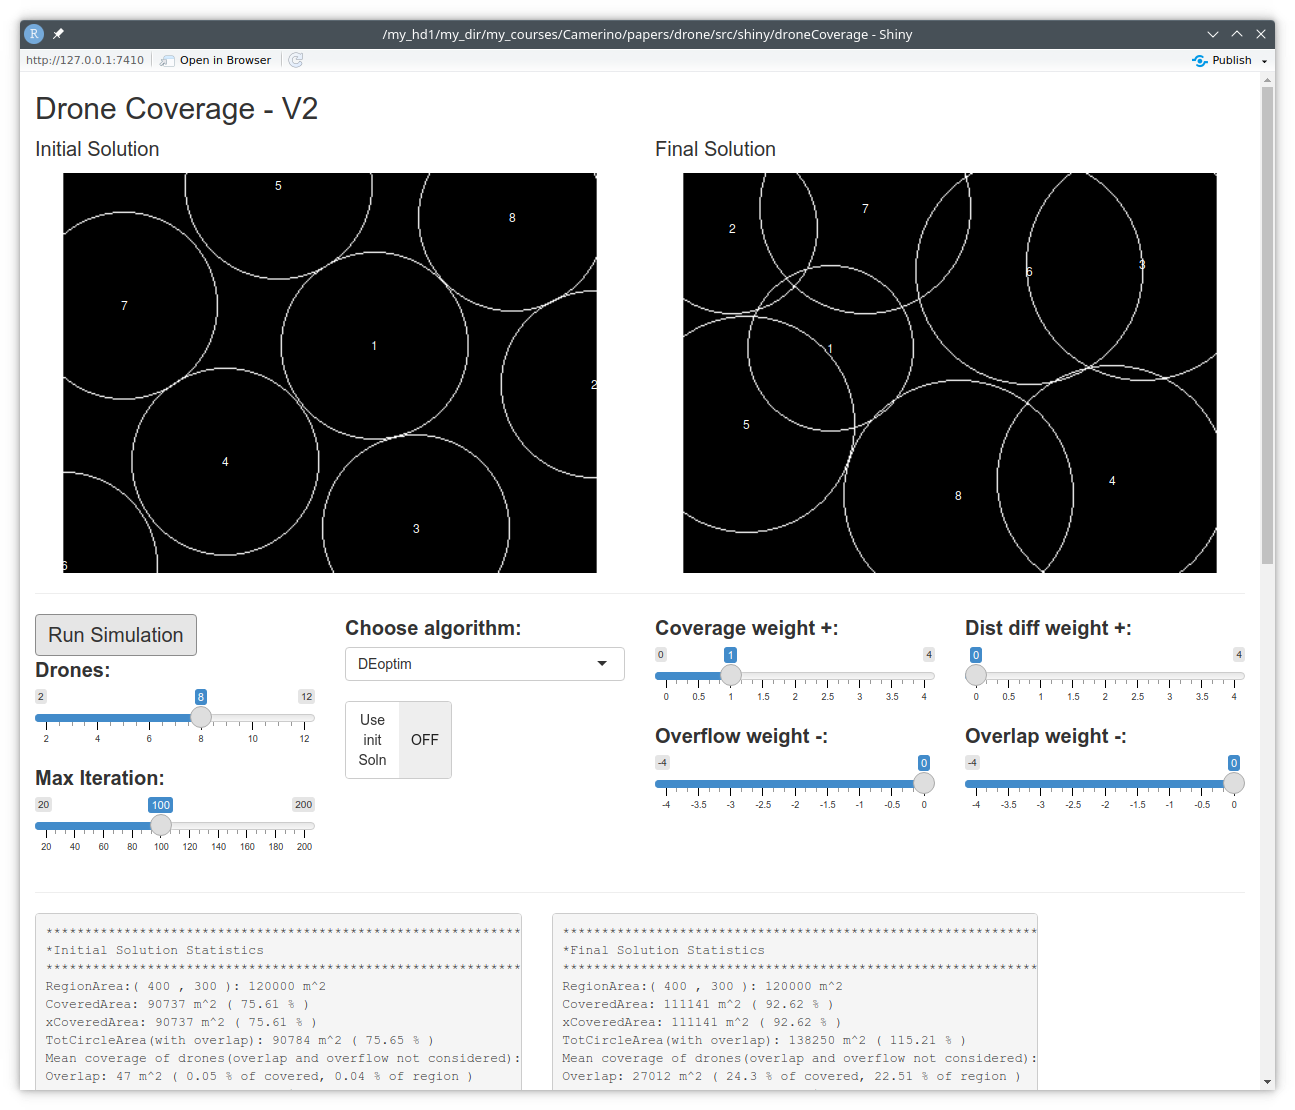 R /my_hd1/my_dir/my_courses/Camerino/papers/drone/src/shiny/droneCoverage - Shiny
http://127.0.0.1:7410 Open in Browser Publish
Drone Coverage - V2
Initial Solution
5
8
7
1
2
4
3
6
Final Solution
7
2
3
6
1
5
4
8
Run Simulation
Drones:
2 8 12
2 4 6 8 10 12
Max Iteration:
20 100 200
20 40 60 80 100 120 140 160 180 200
Choose algorithm:
DEoptim
Use
init
Soln
OFF
Coverage weight +:
0 1 4
0 0.5 1 1.5 2 2.5 3 3.5 4
Overflow weight -:
-4 0
-4 -3.5 -3 -2.5 -2 -1.5 -1 -0.5 0
Dist diff weight +:
0 4
0 0.5 1 1.5 2 2.5 3 3.5 4
Overlap weight -:
-4 0
-4 -3.5 -3 -2.5 -2 -1.5 -1 -0.5 0
*************************************************************
*Initial Solution Statistics
*************************************************************
RegionArea:( 400 , 300 ): 120000 m^2
CoveredArea: 90737 m^2 ( 75.61 % )
xCoveredArea: 90737 m^2 ( 75.61 % )
TotCircleArea(with overlap): 90784 m^2 ( 75.65 % )
Mean coverage of drones(overlap and overflow not considered):
Overlap: 47 m^2 ( 0.05 % of covered, 0.04 % of region )
*************************************************************
*Final Solution Statistics
*************************************************************
RegionArea:( 400 , 300 ): 120000 m^2
CoveredArea: 111141 m^2 ( 92.62 % )
xCoveredArea: 111141 m^2 ( 92.62 % )
TotCircleArea(with overlap): 138250 m^2 ( 115.21 % )
Mean coverage of drones(overlap and overflow not considered):
Overlap: 27012 m^2 ( 24.3 % of covered, 22.51 % of region )